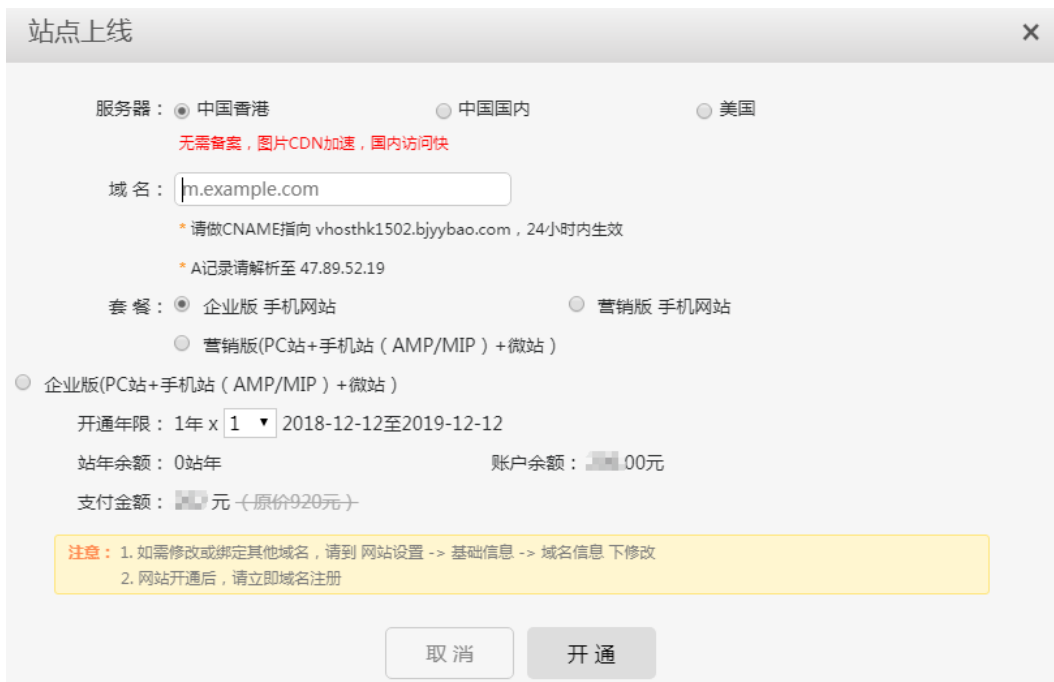 站点上线 ×
服务器： 中国香港 中国国内 美国
无需备案，图片CDN加速，国内访问快
域 名： m.example.com
* 请做CNAME指向 vhosthk1502.bjyybao.com，24小时内生效
* A记录请解析至 47.89.52.19
套 餐： 企业版 手机网站 营销版 手机网站
营销版(PC站+手机站（AMP/MIP）+微站）
企业版(PC站+手机站（AMP/MIP）+微站）
开通年限： 1年 x 1 2018-12-12至2019-12-12
站年余额： 0站年 账户余额： .00元
支付金额： 元（原价920元）
注意： 1. 如需修改或绑定其他域名，请到 网站设置 -> 基础信息 -> 域名信息 下修改
2. 网站开通后，请立即域名注册
取 消 开 通